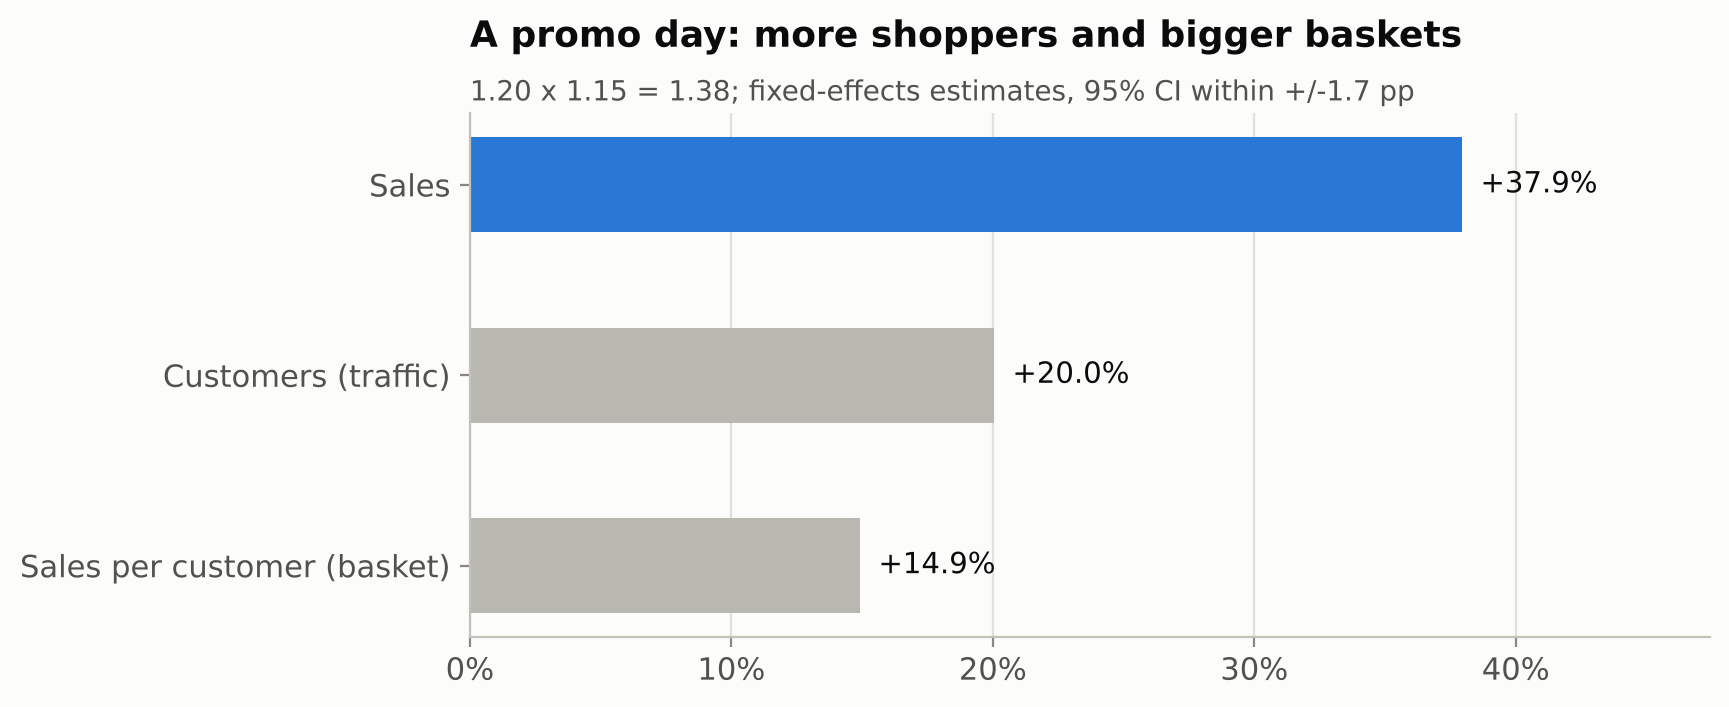 A promo day: more shoppers and bigger baskets
1.20 x 1.15 = 1.38; fixed-effects estimates, 95% CI within +/-1.7 pp
Sales
+37.9%
Customers (traffic)
+20.0%
Sales per customer (basket)
+14.9%
0%
10%
20%
30%
40%